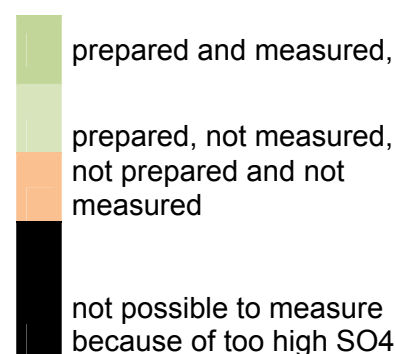 prepared and measured,
prepared, not measured,
not prepared and not
measured
not possible to measure
because of too high SO4